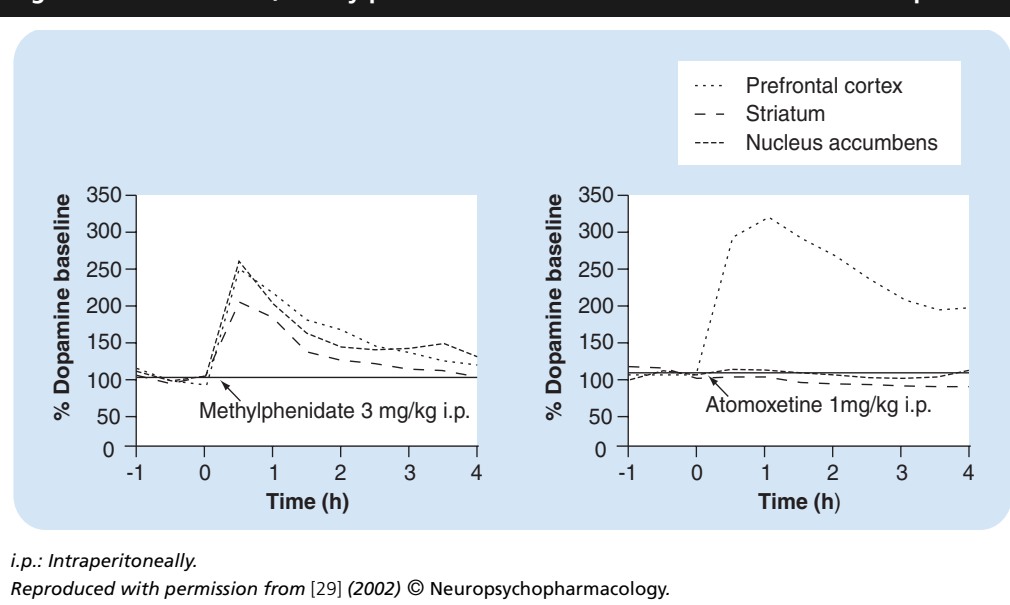 Prefrontal cortex
Striatum
Nucleus accumbens
% Dopamine baseline
350
300
250
200
150
100
50
0
Methylphenidate 3 mg/kg i.p.
-1 0 1 2 3 4
Time (h)
% Dopamine baseline
350
300
250
200
150
100
50
0
Atomoxetine 1mg/kg i.p.
-1 0 1 2 3 4
Time (h)
i.p.: Intraperitoneally.
Reproduced with permission from [29] (2002) © Neuropsychopharmacology.